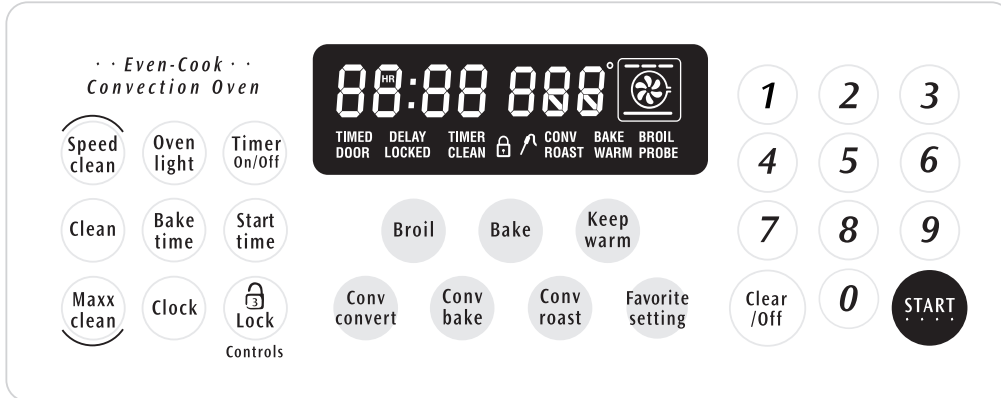 · · Even-Cook · ·
Convection Oven
Speed
clean
Oven
light
Timer
On/Off
Clean
Bake
time
Start
time
Maxx
clean
Clock
3
Lock
Controls
88:88 888°
HR
TIMED DELAY TIMER CONV BAKE BROIL
DOOR LOCKED CLEAN ROAST WARM PROBE
Broil
Bake
Keep
warm
Conv
convert
Conv
bake
Conv
roast
Favorite
setting
1 2 3
4 5 6
7 8 9
Clear
/Off
0
START